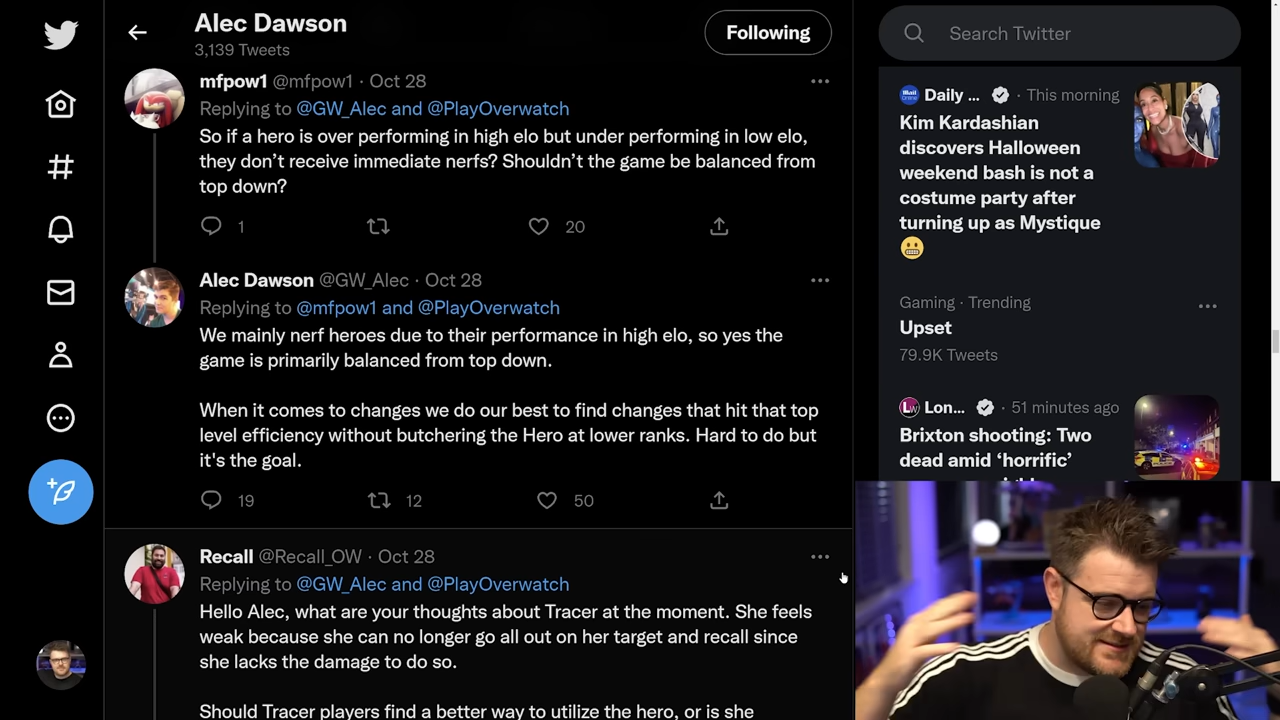 Alec Dawson
3,139 Tweets
Following
Search Twitter
mfpow1 @mfpow1 · Oct 28
Replying to @GW_Alec and @PlayOverwatch
So if a hero is over performing in high elo but under performing in low elo,
they don’t receive immediate nerfs? Shouldn’t the game be balanced from
top down?
1
20
Alec Dawson @GW_Alec · Oct 28
Replying to @mfpow1 and @PlayOverwatch
We mainly nerf heroes due to their performance in high elo, so yes the
game is primarily balanced from top down.
When it comes to changes we do our best to find changes that hit that top
level efficiency without butchering the Hero at lower ranks. Hard to do but
it's the goal.
19
12
50
Recall @Recall_OW · Oct 28
Replying to @GW_Alec and @PlayOverwatch
Hello Alec, what are your thoughts about Tracer at the moment. She feels
weak because she can no longer go all out on her target and recall since
she lacks the damage to do so.
Should Tracer players find a better way to utilize the hero, or is she
Daily ... · This morning
Kim Kardashian
discovers Halloween
weekend bash is not a
costume party after
turning up as Mystique
Gaming · Trending
Upset
79.9K Tweets
Lon... · 51 minutes ago
Brixton shooting: Two
dead amid ‘horrific’